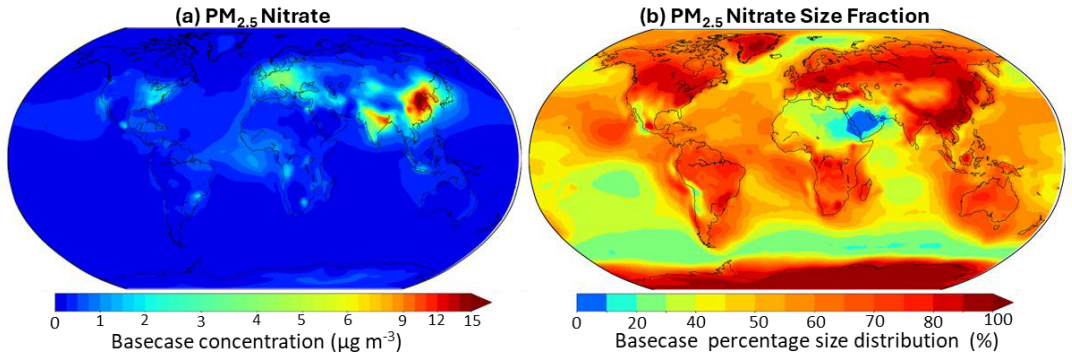 (a) PM2.5 Nitrate
(b) PM2.5 Nitrate Size Fraction
0 1 2 3 4 5 6 9 12 15
Basecase concentration (µg m-3)
0 20 40 50 60 70 80 100
Basecase percentage size distribution (%)